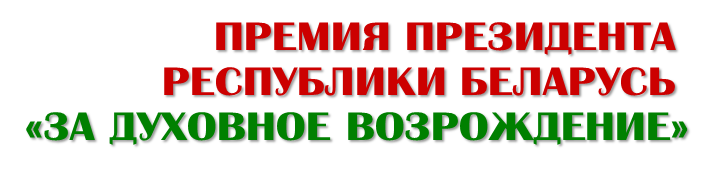 ПРЕМИЯ ПРЕЗИДЕНТА
РЕСПУБЛИКИ БЕЛАРУСЬ
«ЗА ДУХОВНОЕ ВОЗРОЖДЕНИЕ»